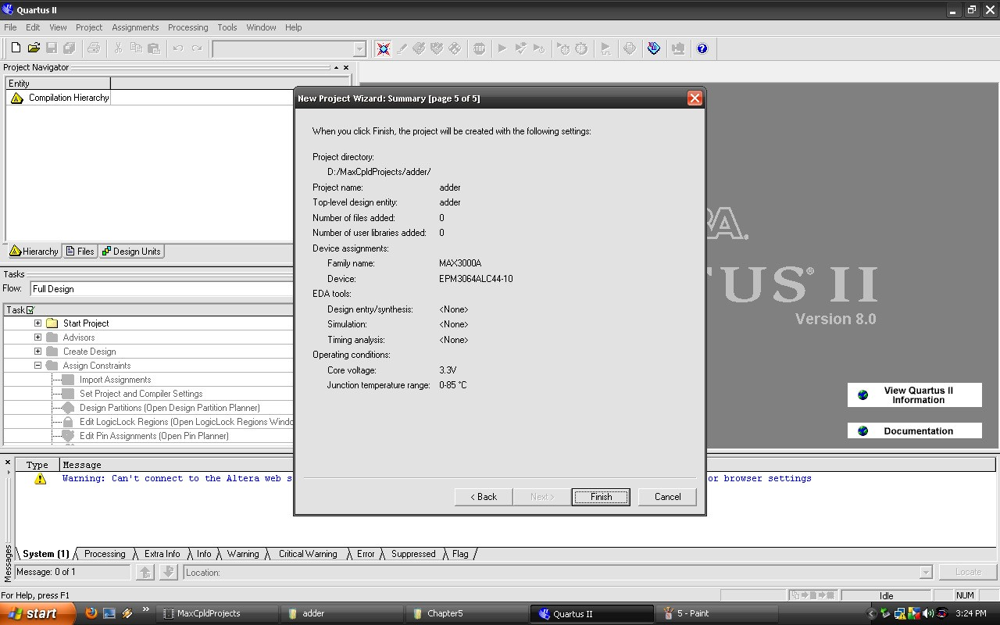 Quartus II
File Edit View Project Assignments Processing Tools Window Help
Project Navigator
Entity
Compilation Hierarchy
Hierarchy Files Design Units
Tasks
Flow: Full Design
Task
Start Project
Advisors
Create Design
Assign Constraints
Import Assignments
Set Project and Compiler Settings
Design Partitions (Open Design Partition Planner)
Edit LogicLock Regions (Open LogicLock Regions Windo
Edit Pin Assignments (Open Pin Planner)
New Project Wizard: Summary [page 5 of 5]
When you click Finish, the project will be created with the following settings:
Project directory:
D:/MaxCpldProjects/adder/
Project name: adder
Top-level design entity: adder
Number of files added: 0
Number of user libraries added: 0
Device assignments:
Family name: MAX3000A
Device: EPM3064ALC44-10
EDA tools:
Design entry/synthesis: <None>
Simulation: <None>
Timing analysis: <None>
Operating conditions:
Core voltage: 3.3V
Junction temperature range: 0-85 °C
< Back Next > Finish Cancel
RA.
TUS® II
Version 8.0
View Quartus II
Information
Documentation
Type Message
Warning: Can't connect to the Altera web s
or browser settings
System (1) Processing Extra Info Info Warning Critical Warning Error Suppressed Flag
Messages
Message: 0 of 1 Location: Locate
For Help, press F1 Idle NUM
start MaxCpldProjects adder Chapter5 Quartus II 5 - Paint 3:24 PM